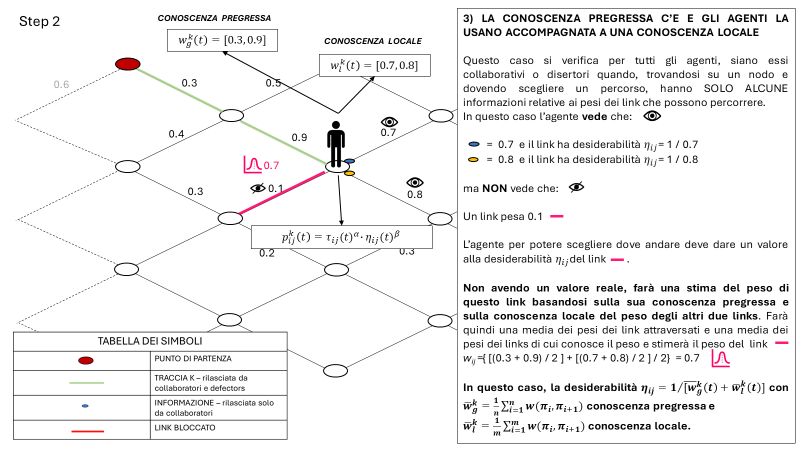 Step 2
CONOSCENZA PREGRESSA
w_g^k(t) = [0.3, 0.9]
CONOSCENZA LOCALE
w_l^k(t) = [0.7, 0.8]
0.6
0.3
0.5
0.4
0.9
0.7
0.7
0.1
0.3
0.8
p_ij^k(t) = τ_ij(t)^α · η_ij(t)^β
0.2
0.3
TABELLA DEI SIMBOLI
PUNTO DI PARTENZA
TRACCIA K – rilasciata da
collaboratori e defectors
INFORMAZIONE – rilasciata solo
da collaboratori
LINK BLOCCATO
3) LA CONOSCENZA PREGRESSA C'E E GLI AGENTI LA
USANO ACCOMPAGNATA A UNA CONOSCENZA LOCALE
Questo caso si verifica per tutti gli agenti, siano essi
collaborativi o disertori quando, trovandosi su un nodo e
dovendo scegliere un percorso, hanno SOLO ALCUNE
informazioni relative ai pesi dei link che possono percorrere.
In questo caso l'agente vede che:
= 0.7 e il link ha desiderabilità η_ij = 1 / 0.7
= 0.8 e il link ha desiderabilità η_ij = 1 / 0.8
ma NON vede che:
Un link pesa 0.1
L'agente per potere scegliere dove andare deve dare un valore
alla desiderabilità η_ij del link .
Non avendo un valore reale, farà una stima del peso di
questo link basandosi sulla sua conoscenza pregressa e
sulla conoscenza locale del peso degli altri due links. Farà
quindi una media dei pesi dei link attraversati e una media dei
pesi dei links di cui conosce il peso e stimerà il peso del link
w_ij ={ [(0.3 + 0.9) / 2 ] + [(0.7 + 0.8) / 2 ] / 2} = 0.7
In questo caso, la desiderabilità η_ij = 1/[w̅_g^k(t) + w̅_l^k(t)] con
w̅_g^k = 1/n ∑_{i=1}^n w(π_i, π_{i+1}) conoscenza pregressa e
w̅_l^k = 1/m ∑_{i=1}^m w(π_i, π_{i+1}) conoscenza locale.